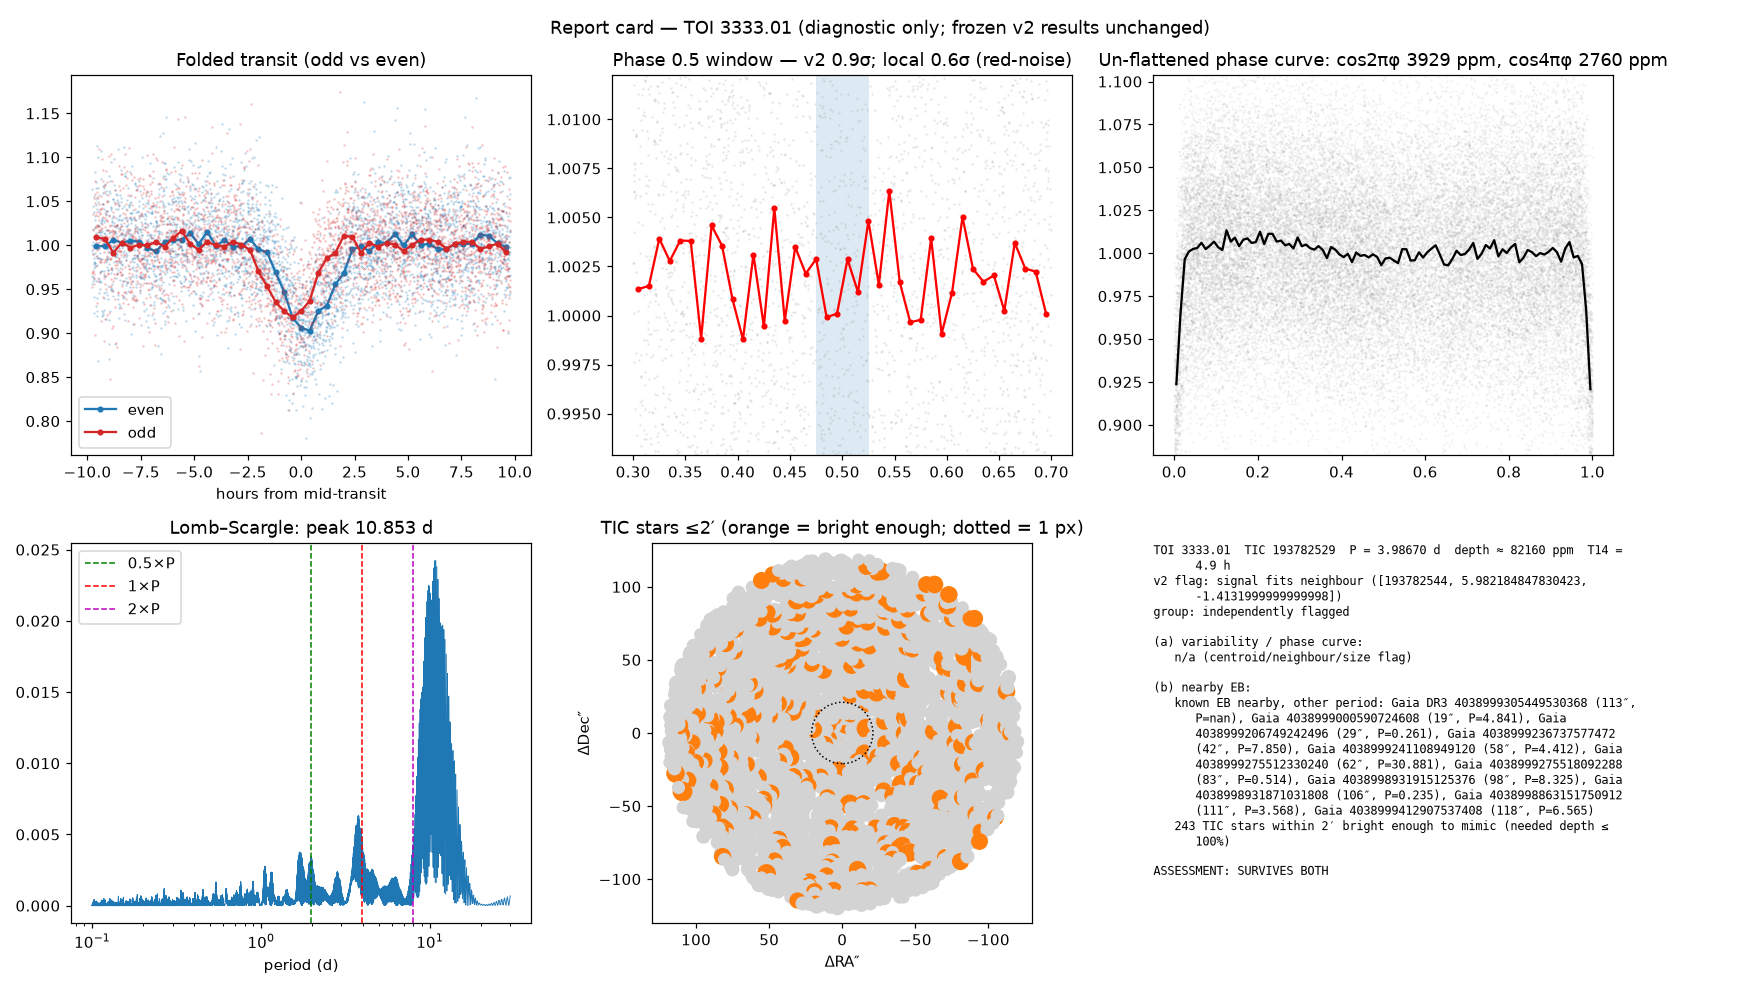 Report card — TOI 3333.01 (diagnostic only; frozen v2 results unchanged)
Folded transit (odd vs even)
1.15
1.10
1.05
1.00
0.95
0.90
0.85
0.80
even
odd
−10.0 −7.5 −5.0 −2.5 0.0 2.5 5.0 7.5 10.0
hours from mid-transit
Phase 0.5 window — v2 0.9σ; local 0.6σ (red-noise)
1.0100
1.0075
1.0050
1.0025
1.0000
0.9975
0.9950
0.30 0.35 0.40 0.45 0.50 0.55 0.60 0.65 0.70
Un-flattened phase curve: cos2πφ 3929 ppm, cos4πφ 2760 ppm
1.100
1.075
1.050
1.025
1.000
0.975
0.950
0.925
0.900
0.0 0.2 0.4 0.6 0.8 1.0
Lomb–Scargle: peak 10.853 d
0.025
0.020
0.015
0.010
0.005
0.000
0.5×P
1×P
2×P
10⁻¹ 10⁰ 10¹
period (d)
TIC stars ≤2′ (orange = bright enough; dotted = 1 px)
ΔDec″
100
50
0
−50
−100
100 50 0 −50 −100
ΔRA″
TOI 3333.01  TIC 193782529  P = 3.98670 d  depth ≈ 82160 ppm  T14 =
4.9 h
v2 flag: signal fits neighbour ([193782544, 5.982184847830423,
-1.4131999999999998])
group: independently flagged
(a) variability / phase curve:
n/a (centroid/neighbour/size flag)
(b) nearby EB:
known EB nearby, other period: Gaia DR3 4038999305449530368 (113″,
P=nan), Gaia 4038999000590724608 (19″, P=4.841), Gaia
4038999206749242496 (29″, P=0.261), Gaia 4038999236737577472
(42″, P=7.850), Gaia 4038999241108949120 (58″, P=4.412), Gaia
4038999275512330240 (62″, P=30.881), Gaia 4038999275518092288
(83″, P=0.514), Gaia 4038998931915125376 (98″, P=8.325), Gaia
4038998931871031808 (106″, P=0.235), Gaia 4038998863151750912
(111″, P=3.568), Gaia 4038999412907537408 (118″, P=6.565)
243 TIC stars within 2′ bright enough to mimic (needed depth ≤
100%)
ASSESSMENT: SURVIVES BOTH